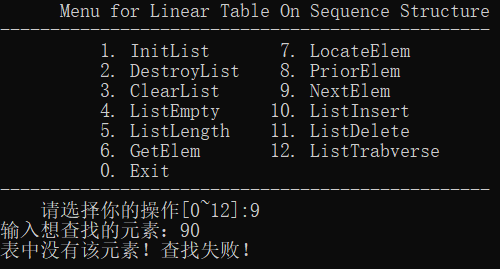 Menu for Linear Table On Sequence Structure
1. InitList 7. LocateElem
2. DestroyList 8. PriorElem
3. ClearList 9. NextElem
4. ListEmpty 10. ListInsert
5. ListLength 11. ListDelete
6. GetElem 12. ListTrabverse
0. Exit
请选择你的操作[0~12]:9
输入想查找的元素：90
表中没有该元素！查找失败！